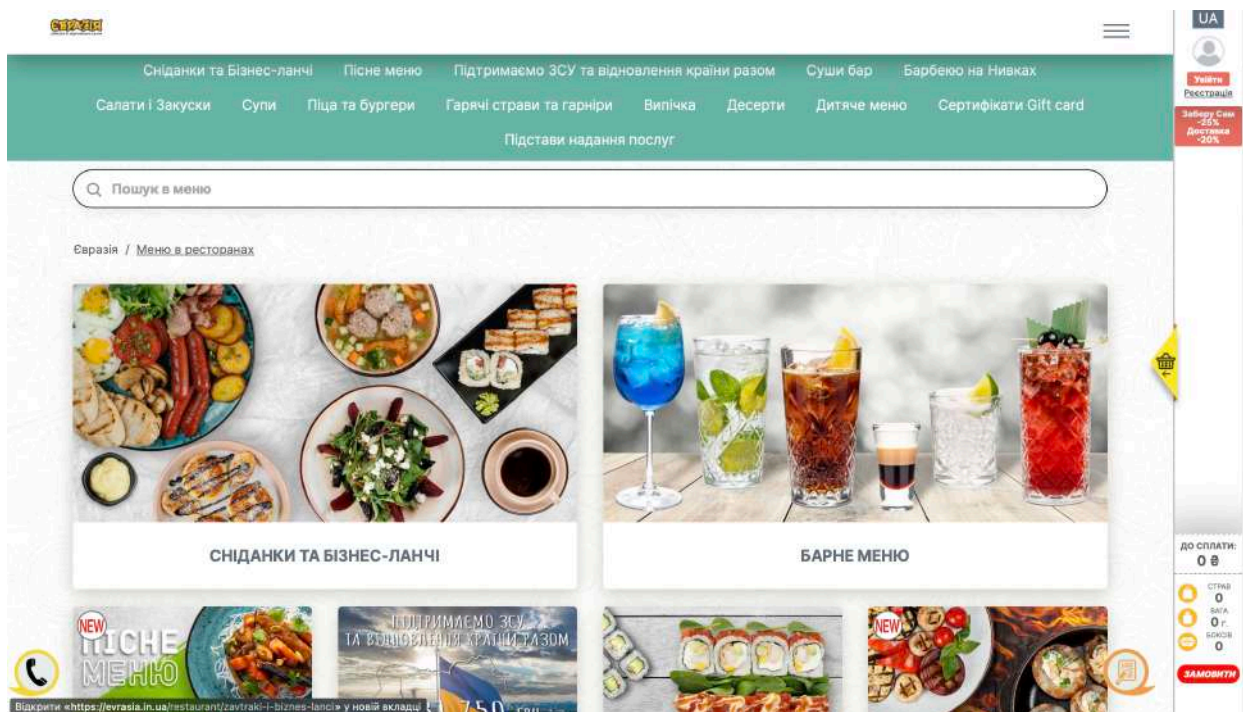 ЄВРАЗІЯ
UA
Увійти
Реєстрація
Заберу Сам
-25%
Доставка
-20%
Сніданки та Бізнес-ланчі Пісне меню Підтримаємо ЗСУ та відновлення країни разом Суши бар Барбекю на Нивках
Салати і Закуски Супи Піца та бургери Гарячі страви та гарніри Випічка Десерти Дитяче меню Сертифікати Gift card
Підстави надання послуг
Пошук в меню
Євразія / Меню в ресторанах
СНІДАНКИ ТА БІЗНЕС-ЛАНЧІ
БАРНЕ МЕНЮ
NEW
ПІСНЕ
МЕНЮ
ПІДТРИМАЄМО ЗСУ
ТА ВІДНОВЛЕННЯ КРАЇНИ РАЗОМ
750
NEW
ДО СПЛАТИ:
0 ₴
СТРАВ
0
ВАГА
0 г.
БОКСІВ
0
ЗАМОВИТИ
Відкрити «https://evrasia.in.ua/restaurant/zavtraki-i-biznes-lanci» у новій вкладці